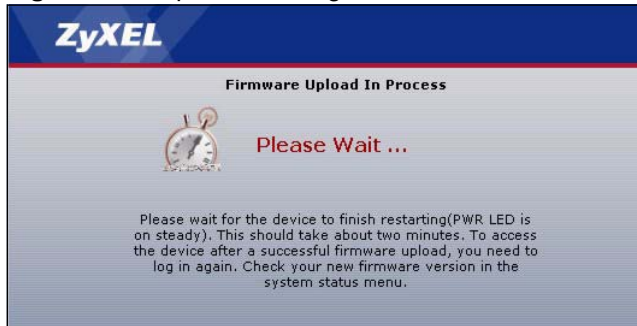 ZyXEL
Firmware Upload In Process
Please Wait ...
Please wait for the device to finish restarting(PWR LED is
on steady). This should take about two minutes. To access
the device after a successful firmware upload, you need to
log in again. Check your new firmware version in the
system status menu.